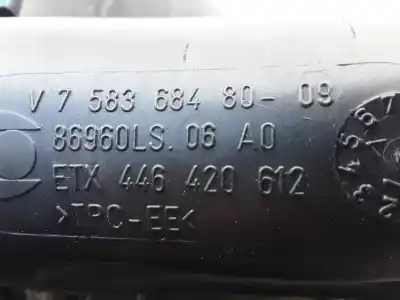 V 7 583 684 80-09
86960LS.06 A0
ETX 446 420 612
>TPC-EE<